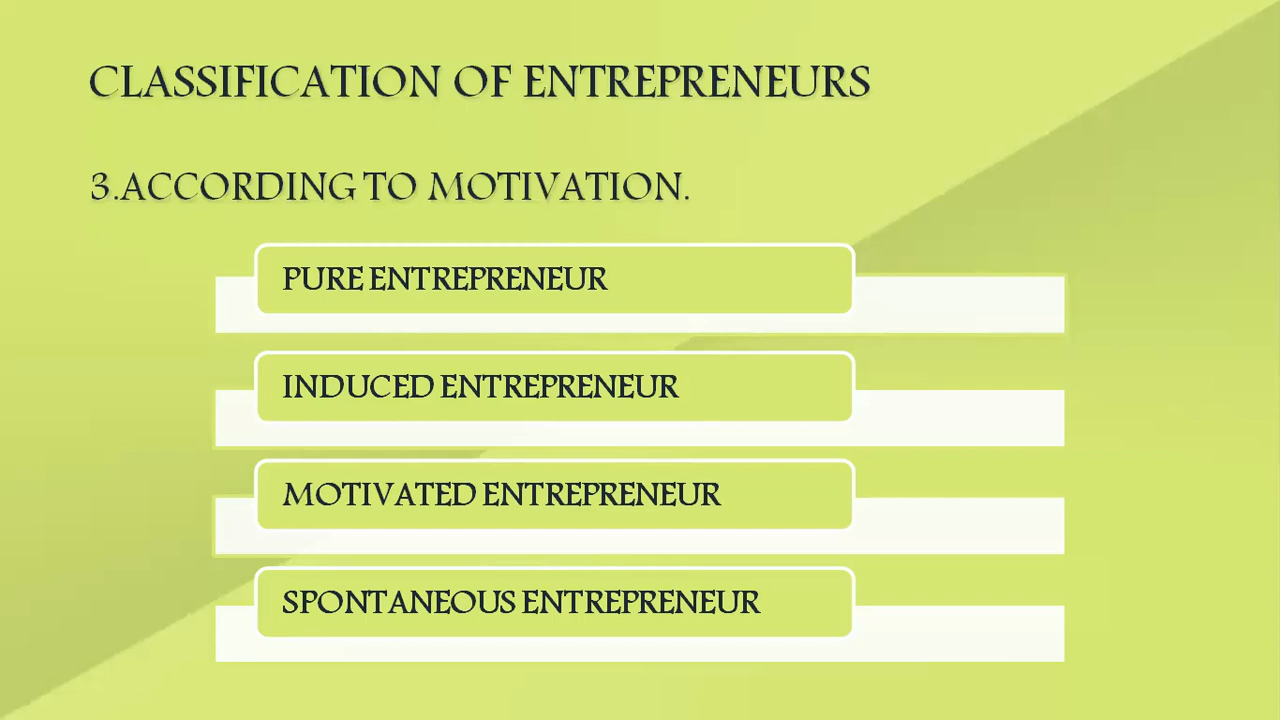 CLASSIFICATION OF ENTREPRENEURS
3.ACCORDING TO MOTIVATION.
PURE ENTREPRENEUR
INDUCED ENTREPRENEUR
MOTIVATED ENTREPRENEUR
SPONTANEOUS ENTREPRENEUR